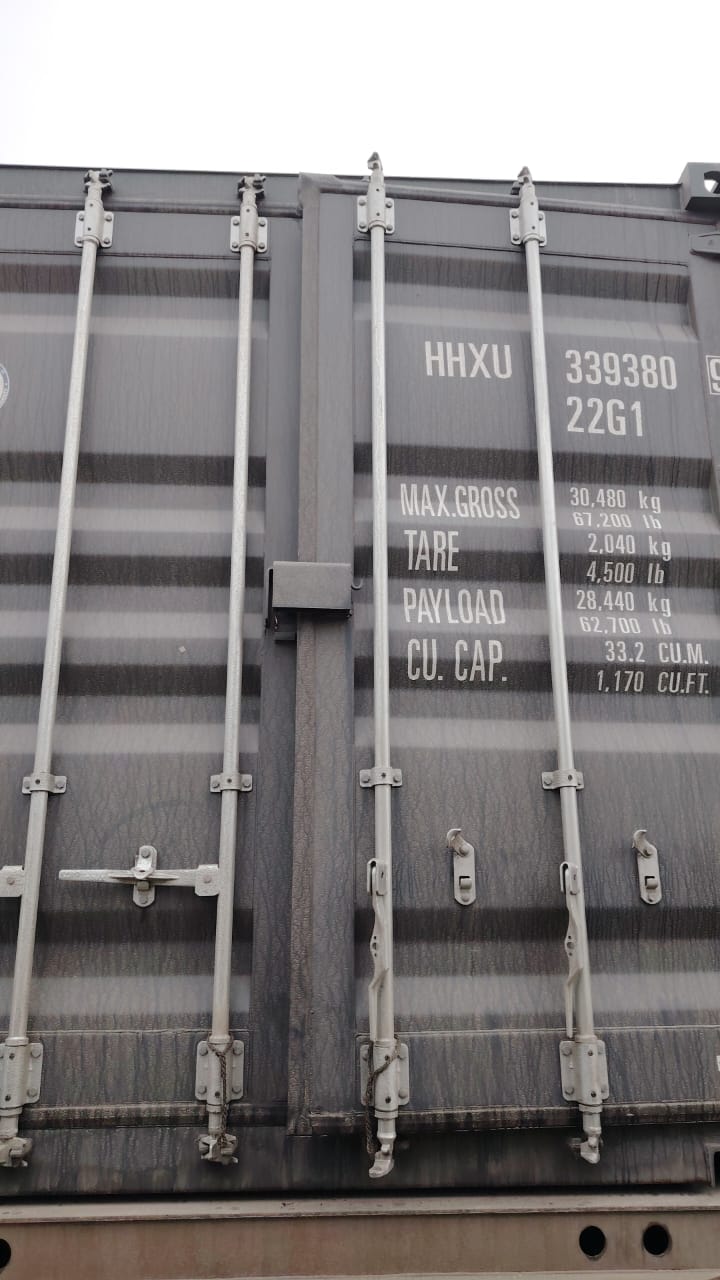 HHXU 339380
22G1
MAX.GROSS 30,480 kg
67,200 lb
TARE 2,040 kg
4,500 lb
PAYLOAD 28,440 kg
62,700 lb
CU. CAP. 33.2 CU.M.
1,170 CU.FT.